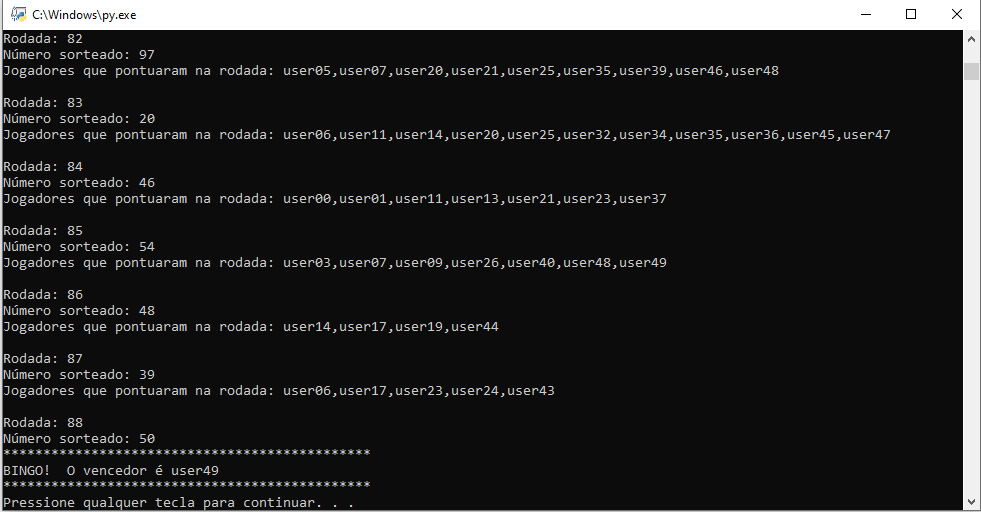 C:\Windows\py.exe
Rodada: 82
Número sorteado: 97
Jogadores que pontuaram na rodada: user05,user07,user20,user21,user25,user35,user39,user46,user48
Rodada: 83
Número sorteado: 20
Jogadores que pontuaram na rodada: user06,user11,user14,user20,user25,user32,user34,user35,user36,user45,user47
Rodada: 84
Número sorteado: 46
Jogadores que pontuaram na rodada: user00,user01,user11,user13,user21,user23,user37
Rodada: 85
Número sorteado: 54
Jogadores que pontuaram na rodada: user03,user07,user09,user26,user40,user48,user49
Rodada: 86
Número sorteado: 48
Jogadores que pontuaram na rodada: user14,user17,user19,user44
Rodada: 87
Número sorteado: 39
Jogadores que pontuaram na rodada: user06,user17,user23,user24,user43
Rodada: 88
Número sorteado: 50
**********************************************
BINGO!  O vencedor é user49
**********************************************
Pressione qualquer tecla para continuar. . .